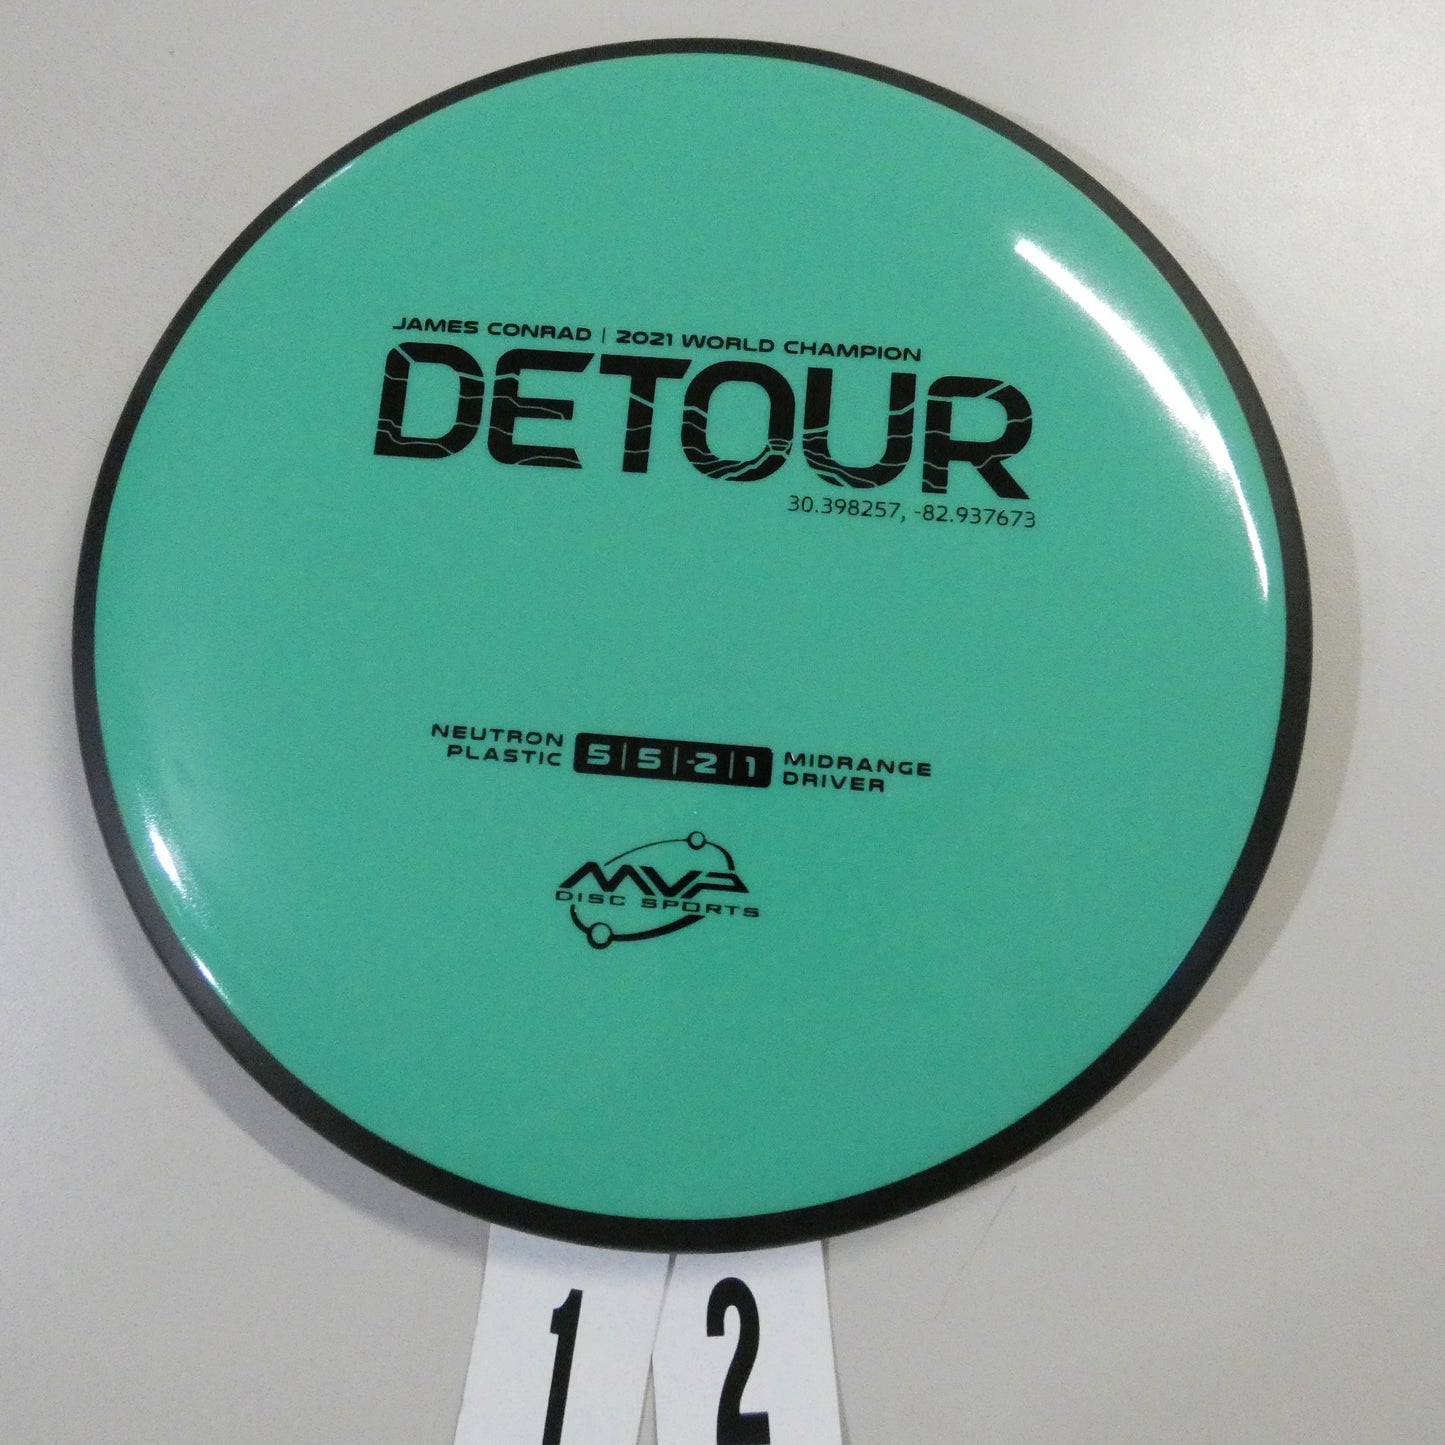 JAMES CONRAD | 2021 WORLD CHAMPION
DETOUR
30.398257, -82.937673
NEUTRON
PLASTIC
5 | 5 | -2 | 1
MIDRANGE
DRIVER
MVP
DISC SPORTS
1 2